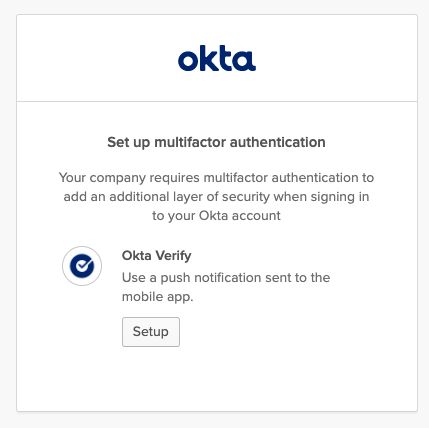 okta
Set up multifactor authentication
Your company requires multifactor authentication to
add an additional layer of security when signing in
to your Okta account
Okta Verify
Use a push notification sent to the
mobile app.
Setup